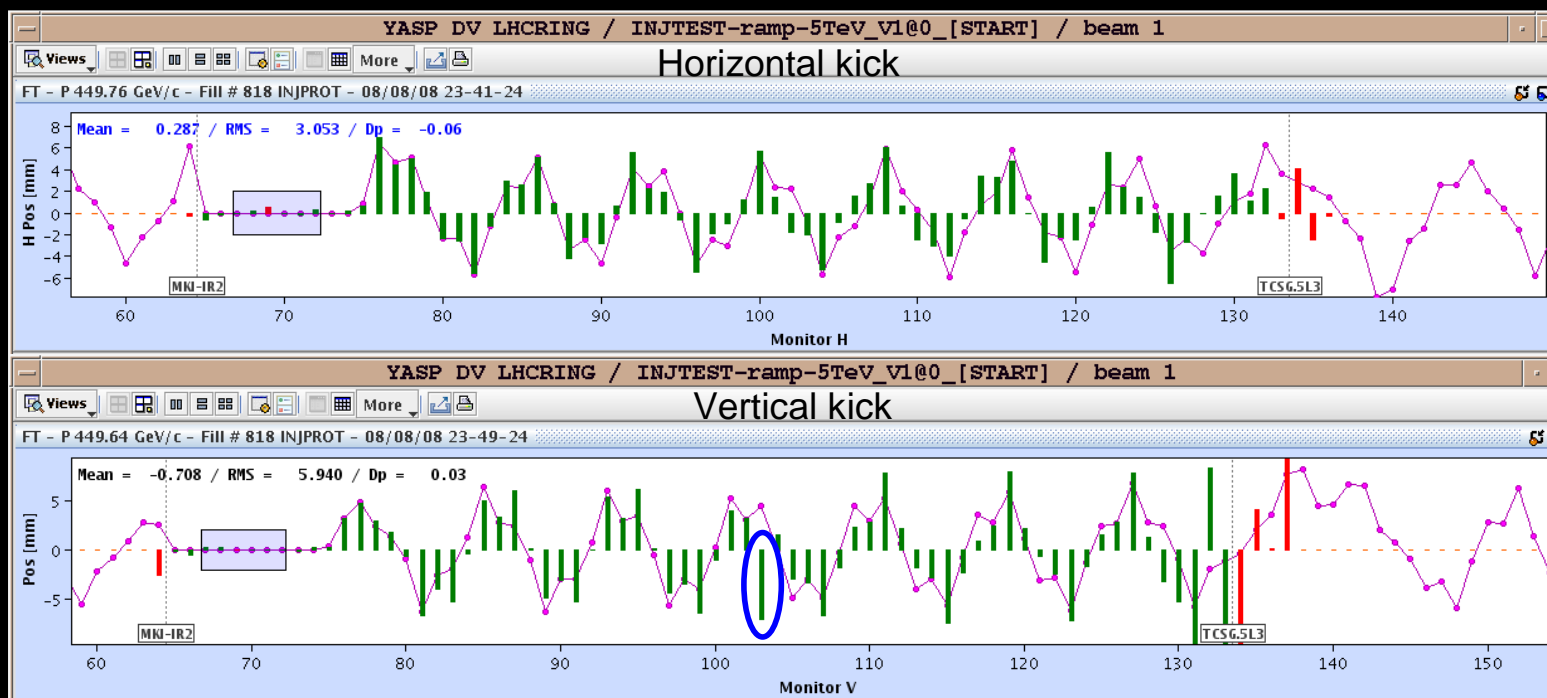 YASP DV LHCRING / INJTEST-ramp-5TeV_V1@0_[START] / beam 1
Views More Horizontal kick
FT - P 449.76 GeV/c - Fill # 818 INJPROT - 08/08/08 23-41-24
Mean = 0.287 / RMS = 3.053 / Dp = -0.06
H Pos [mm]
8
6
4
2
0
-2
-4
-6
MKI-IR2 TCSG.5L3
60 70 80 90 100 110 120 130 140
Monitor H
YASP DV LHCRING / INJTEST-ramp-5TeV_V1@0_[START] / beam 1
Views More Vertical kick
FT - P 449.64 GeV/c - Fill # 818 INJPROT - 08/08/08 23-49-24
Mean = -0.708 / RMS = 5.940 / Dp = 0.03
Pos [mm]
5
0
-5
MKI-IR2 TCSG.5L3
60 70 80 90 100 110 120 130 140 150
Monitor V